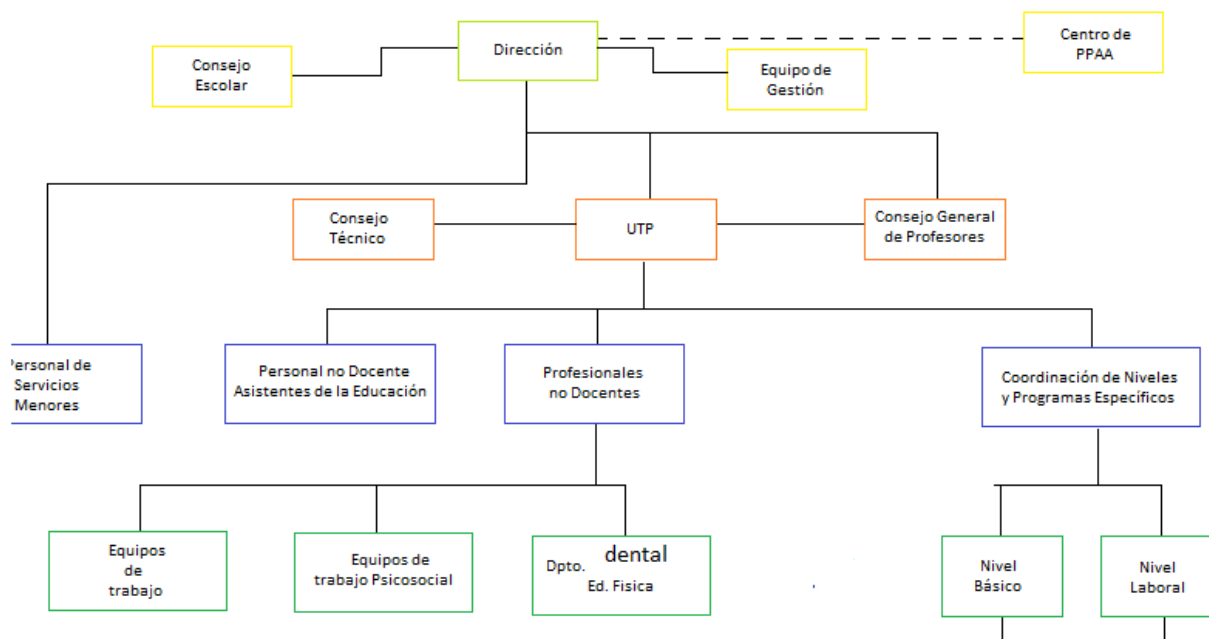 Dirección
Centro de
PPAA
Consejo
Escolar
Equipo de
Gestión
Consejo
Técnico
UTP
Consejo General
de Profesores
Personal de
Servicios
Menores
Personal no Docente
Asistentes de la Educación
Profesionales
no Docentes
Coordinación de Niveles
y Programas Específicos
Equipos
de
trabajo
Equipos de
trabajo Psicosocial
Dpto. dental
Ed. Fisica
Nivel
Básico
Nivel
Laboral